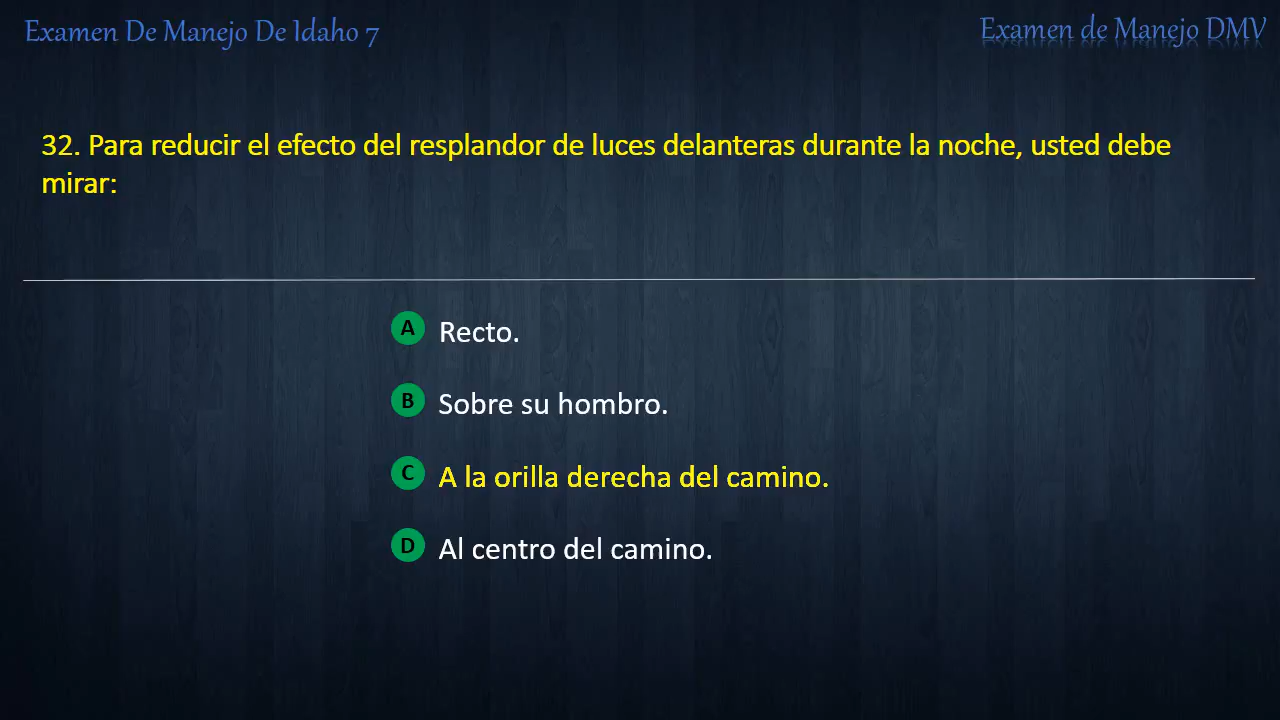 Examen De Manejo De Idaho 7
Examen de Manejo DMV
32. Para reducir el efecto del resplandor de luces delanteras durante la noche, usted debe
mirar:
A Recto.
B Sobre su hombro.
C A la orilla derecha del camino.
D Al centro del camino.